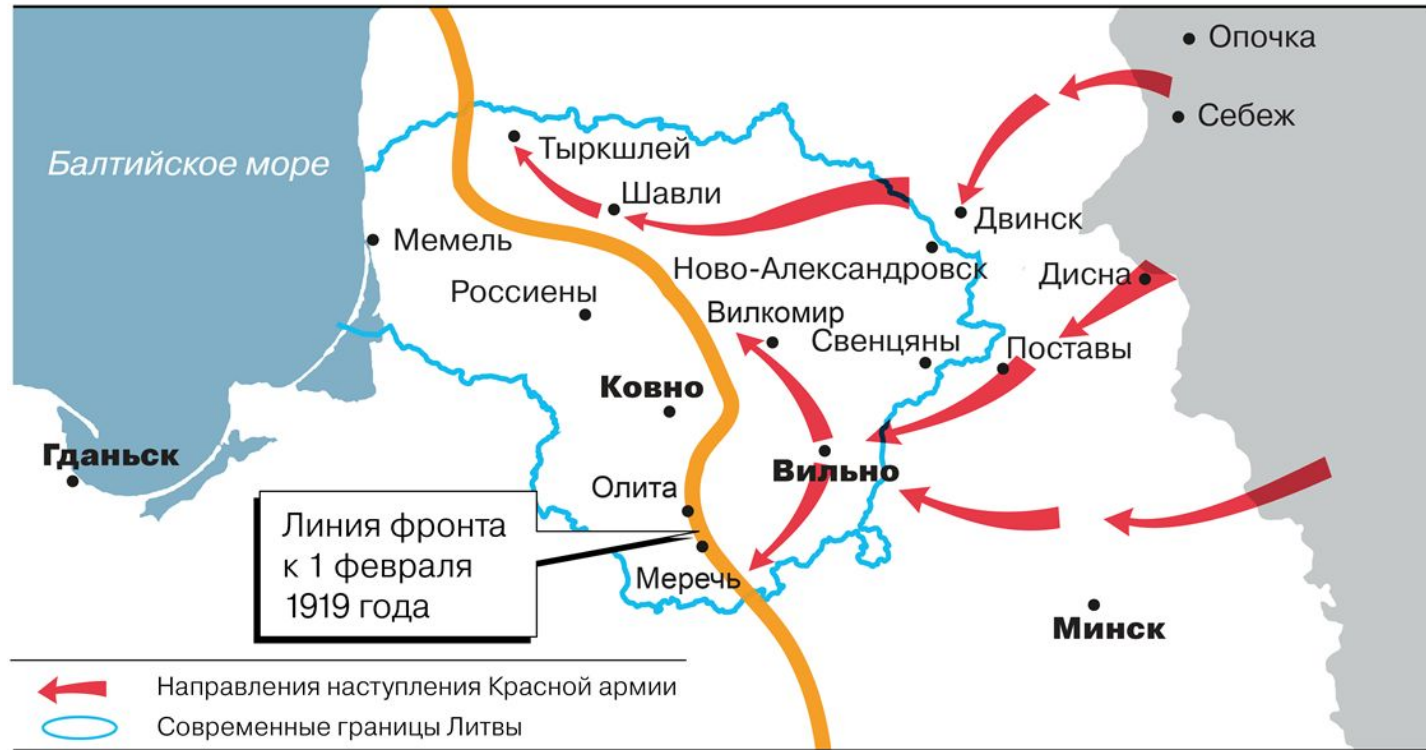 Опочка
Себеж
Балтийское море
Тыркшлей
Шавли
Двинск
Мемель
Ново-Александровск
Дисна
Россиены
Вилкомир
Свенцяны
Поставы
Ковно
Гданьск
Вильно
Олита
Линия фронта
к 1 февраля
1919 года
Меречь
Минск
Направления наступления Красной армии
Современные границы Литвы